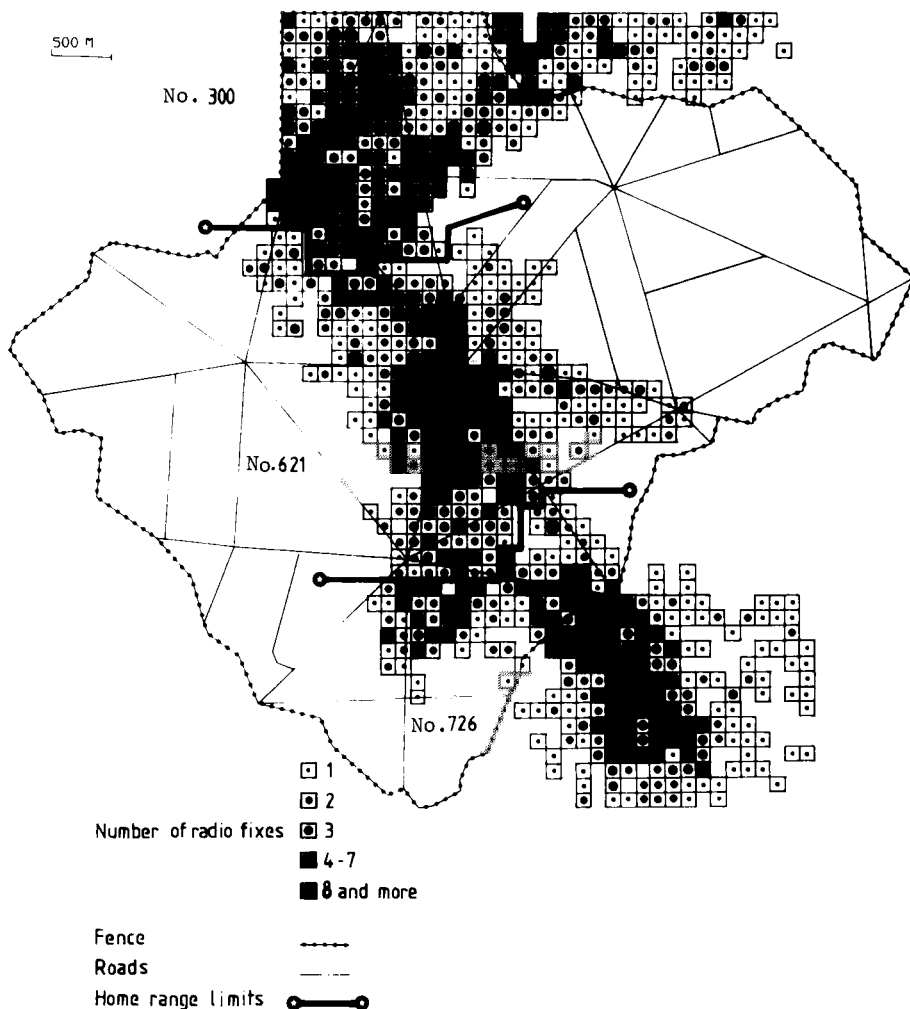 500 M
No. 300
No.621
No.726
1
2
Number of radio fixes 3
4-7
8 and more
Fence
Roads
Home range limits